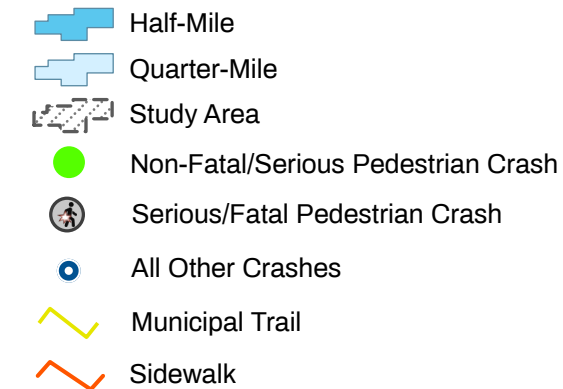 Half-Mile
Quarter-Mile
Study Area
Non-Fatal/Serious Pedestrian Crash
Serious/Fatal Pedestrian Crash
All Other Crashes
Municipal Trail
Sidewalk